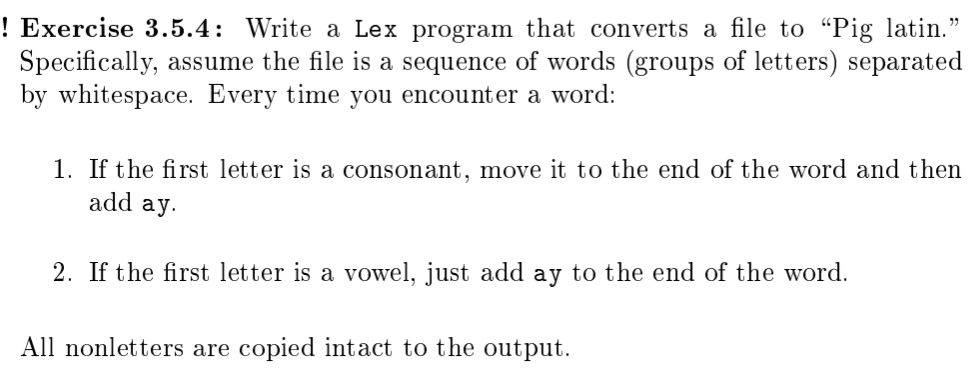 ! Exercise 3.5.4: Write a Lex program that converts a file to “Pig latin.”
Specifically, assume the file is a sequence of words (groups of letters) separated
by whitespace. Every time you encounter a word:
1. If the first letter is a consonant, move it to the end of the word and then
add ay.
2. If the first letter is a vowel, just add ay to the end of the word.
All nonletters are copied intact to the output.